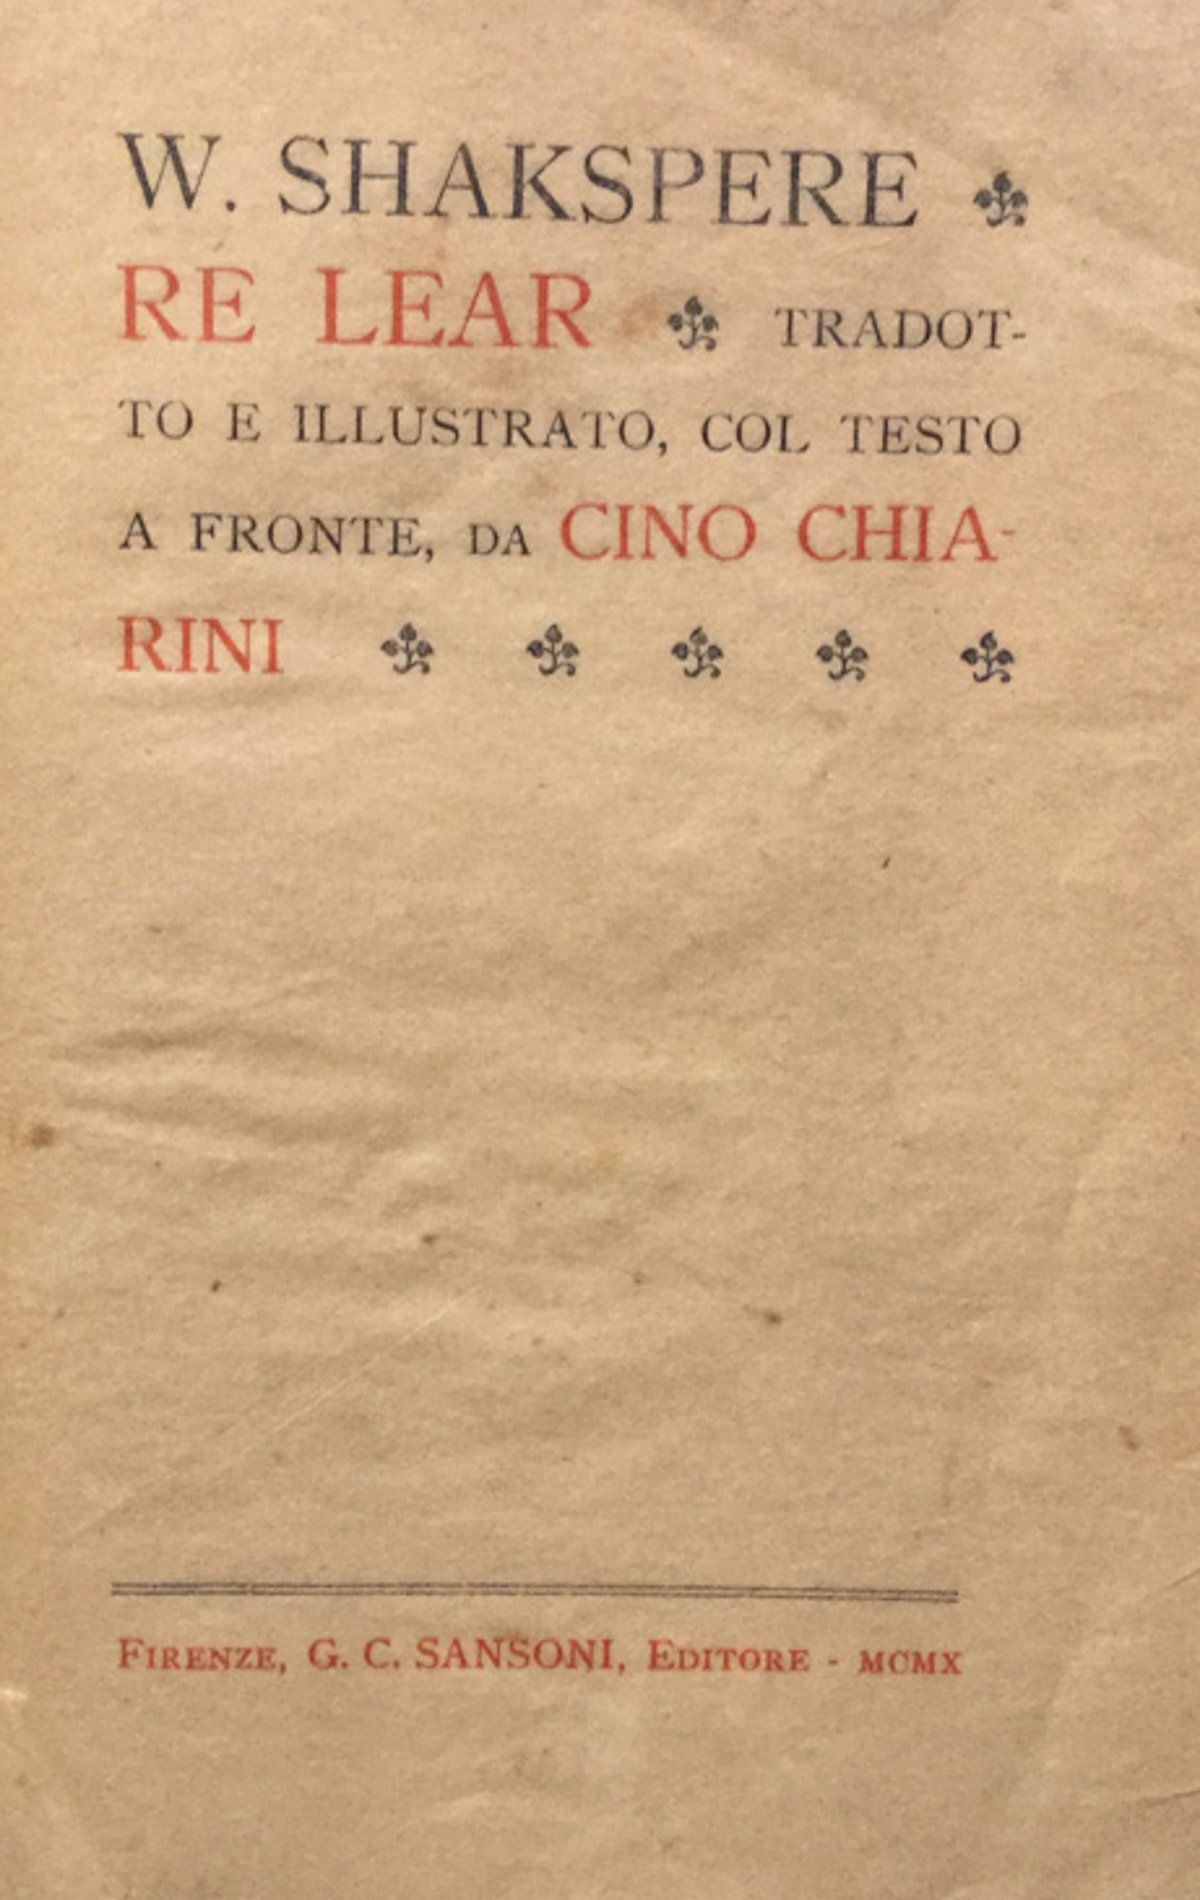 W. SHAKSPERE
RE LEAR TRADOT-
TO E ILLUSTRATO, COL TESTO
A FRONTE, DA CINO CHIA-
RINI
FIRENZE, G. C. SANSONI, EDITORE - MCMX